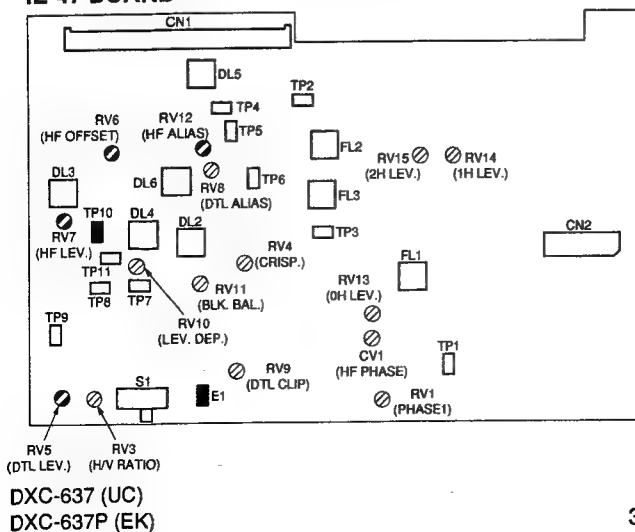 IE-47 BOARD
CN1
DL5
TP2
TP4
TP5
RV6
(HF OFFSET)
RV12
(HF ALIAS)
FL2
RV15
(2H LEV.)
RV14
(1H LEV.)
DL3
DL6
RV8
(DTL ALIAS)
TP6
FL3
TP10
DL4
DL2
TP3
CN2
RV7
(HF LEV.)
RV4
(CRISP.)
FL1
TP11
TP8
TP7
RV11
(BLK. BAL.)
RV13
(0H LEV.)
RV10
(LEV. DEP.)
TP9
CV1
(HF PHASE)
TP1
RV9
(DTL CLIP)
S1
E1
RV1
(PHASE1)
RV5
(DTL LEV.)
RV3
(H/V RATIO)
DXC-637 (UC)
DXC-637P (EK)
3